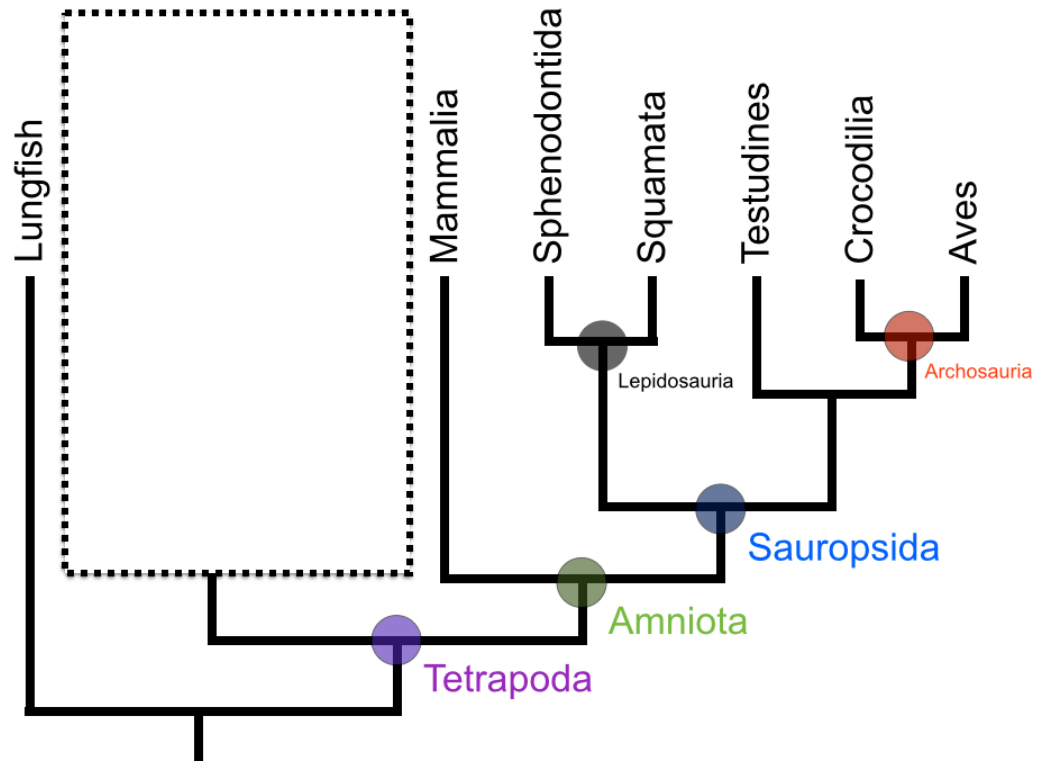 Lungfish
Mammalia
Sphenodontida
Squamata
Testudines
Crocodilia
Aves
Lepidosauria
Archosauria
Sauropsida
Amniota
Tetrapoda